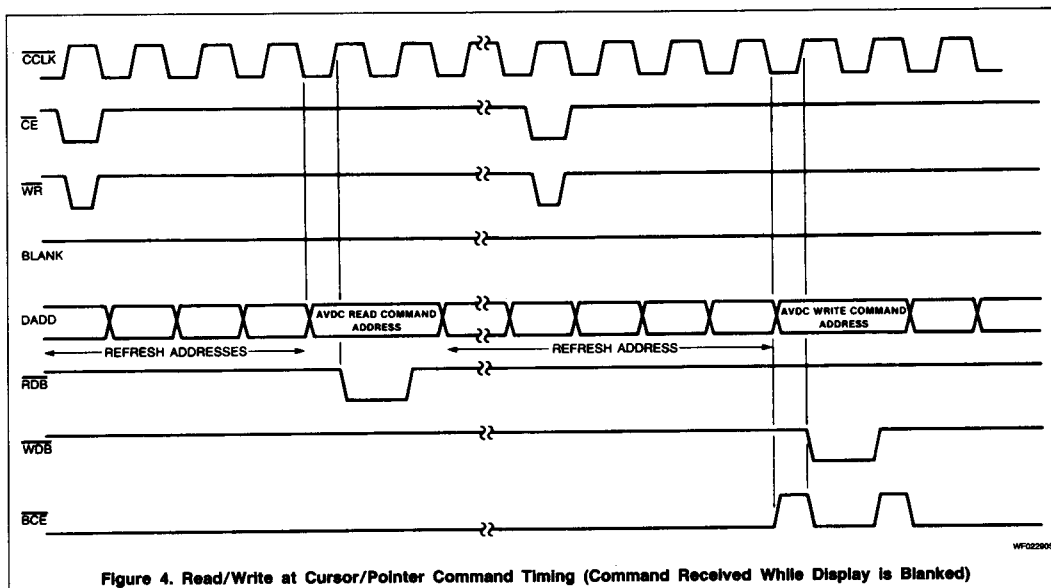 CCLK
CE
WR
BLANK
DADD
AVDC READ COMMAND
ADDRESS
AVDC WRITE COMMAND
ADDRESS
REFRESH ADDRESSES
REFRESH ADDRESS
RDB
WDB
BCE
WF02290S
Figure 4. Read/Write at Cursor/Pointer Command Timing (Command Received While Display is Blanked)